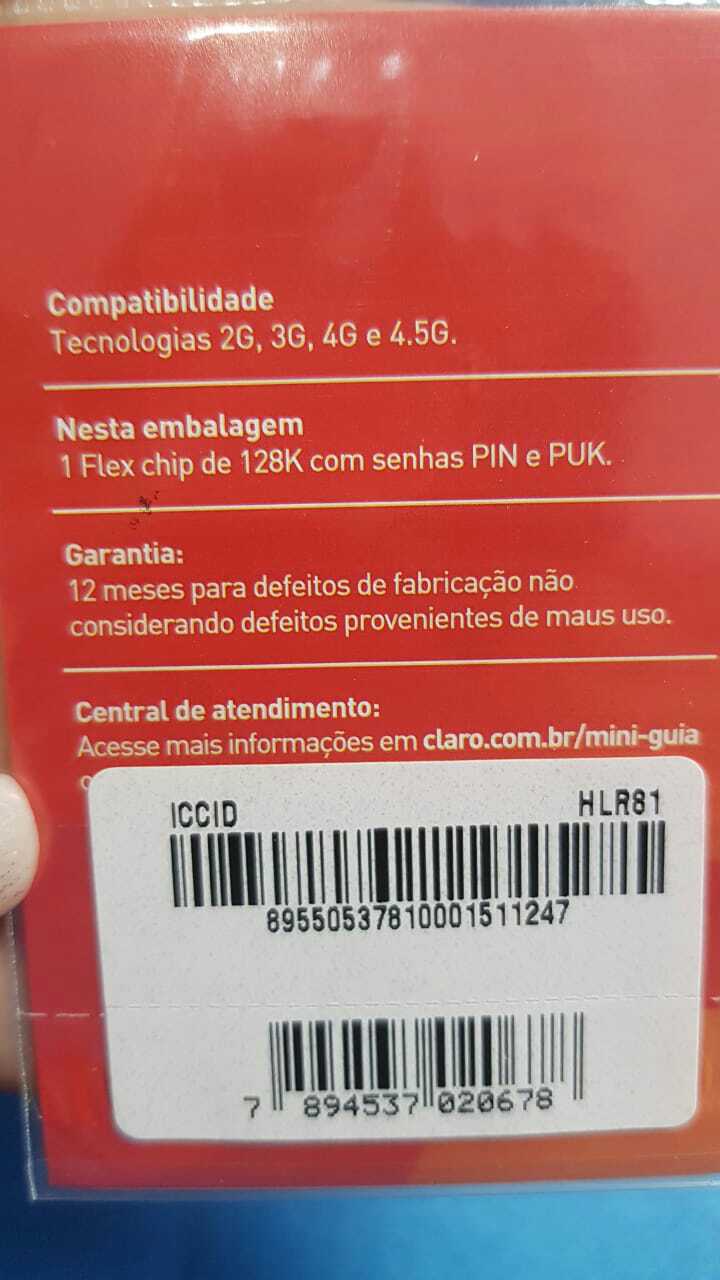 Compatibilidade
Tecnologias 2G, 3G, 4G e 4.5G.
Nesta embalagem
1 Flex chip de 128K com senhas PIN e PUK.
Garantia:
12 meses para defeitos de fabricação não
considerando defeitos provenientes de maus uso.
Central de atendimento:
Acesse mais informações em claro.com.br/mini-guia
ICCID HLR81
89550537810001511247
7 894537 020678